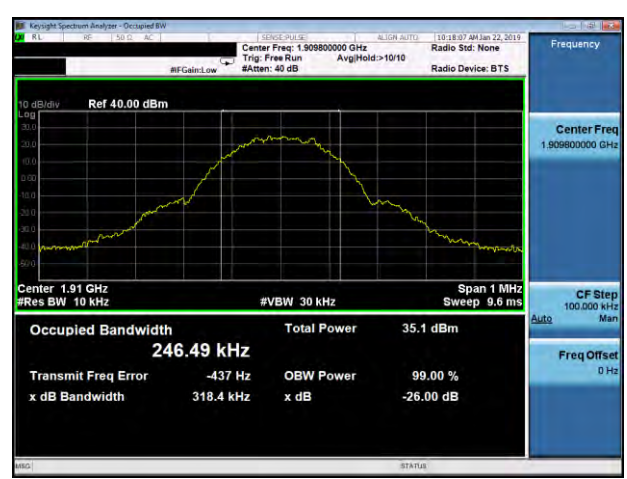 Keysight Spectrum Analyzer - Occupied BW
RL RF 50 Ω AC SENSE:PULSE ALIGN AUTO 10:18:07 AM Jan 22, 2019
Center Freq: 1.909800000 GHz Radio Std: None Frequency
Trig: Free Run Avg|Hold:>10/10
#IFGain:Low #Atten: 40 dB Radio Device: BTS
10 dB/div Ref 40.00 dBm
Log
30.0
20.0
10.0
0.00
-10.0
-20.0
-30.0
-40.0
-50.0
Center Freq
1.909800000 GHz
Center 1.91 GHz Span 1 MHz
#Res BW 10 kHz #VBW 30 kHz Sweep 9.6 ms
CF Step
100.000 kHz
Auto Man
Occupied Bandwidth Total Power 35.1 dBm
246.49 kHz
Freq Offset
0 Hz
Transmit Freq Error -437 Hz OBW Power 99.00 %
x dB Bandwidth 318.4 kHz x dB -26.00 dB
MSG STATUS